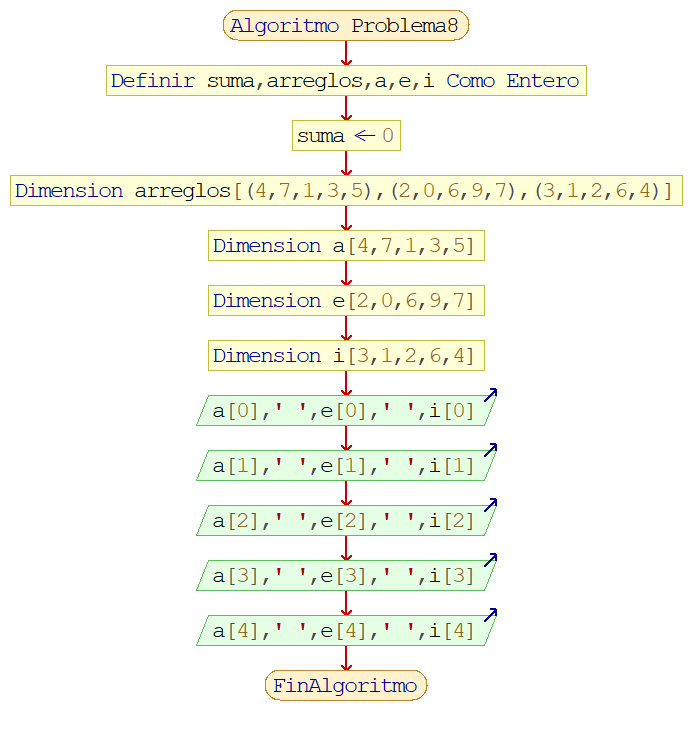 Algoritmo Problema8
Definir suma,arreglos,a,e,i Como Entero
suma ← 0
Dimension arreglos[(4,7,1,3,5),(2,0,6,9,7),(3,1,2,6,4)]
Dimension a[4,7,1,3,5]
Dimension e[2,0,6,9,7]
Dimension i[3,1,2,6,4]
a[0],' ',e[0],' ',i[0]
a[1],' ',e[1],' ',i[1]
a[2],' ',e[2],' ',i[2]
a[3],' ',e[3],' ',i[3]
a[4],' ',e[4],' ',i[4]
FinAlgoritmo